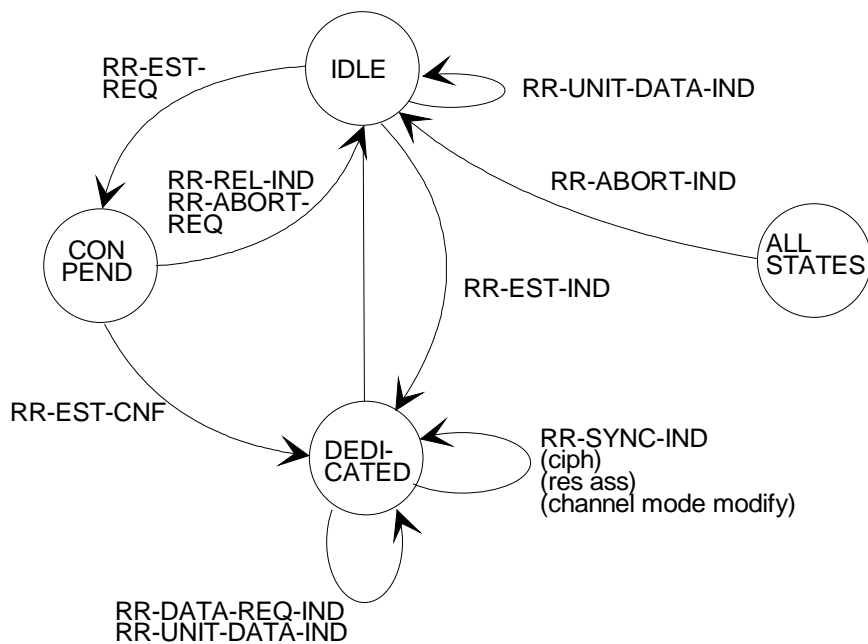 IDLE
RR-EST-
REQ
RR-UNIT-DATA-IND
RR-REL-IND
RR-ABORT-
REQ
RR-ABORT-IND
CON
PEND
ALL
STATES
RR-EST-IND
RR-EST-CNF
DEDI-
CATED
RR-SYNC-IND
(ciph)
(res ass)
(channel mode modify)
RR-DATA-REQ-IND
RR-UNIT-DATA-IND